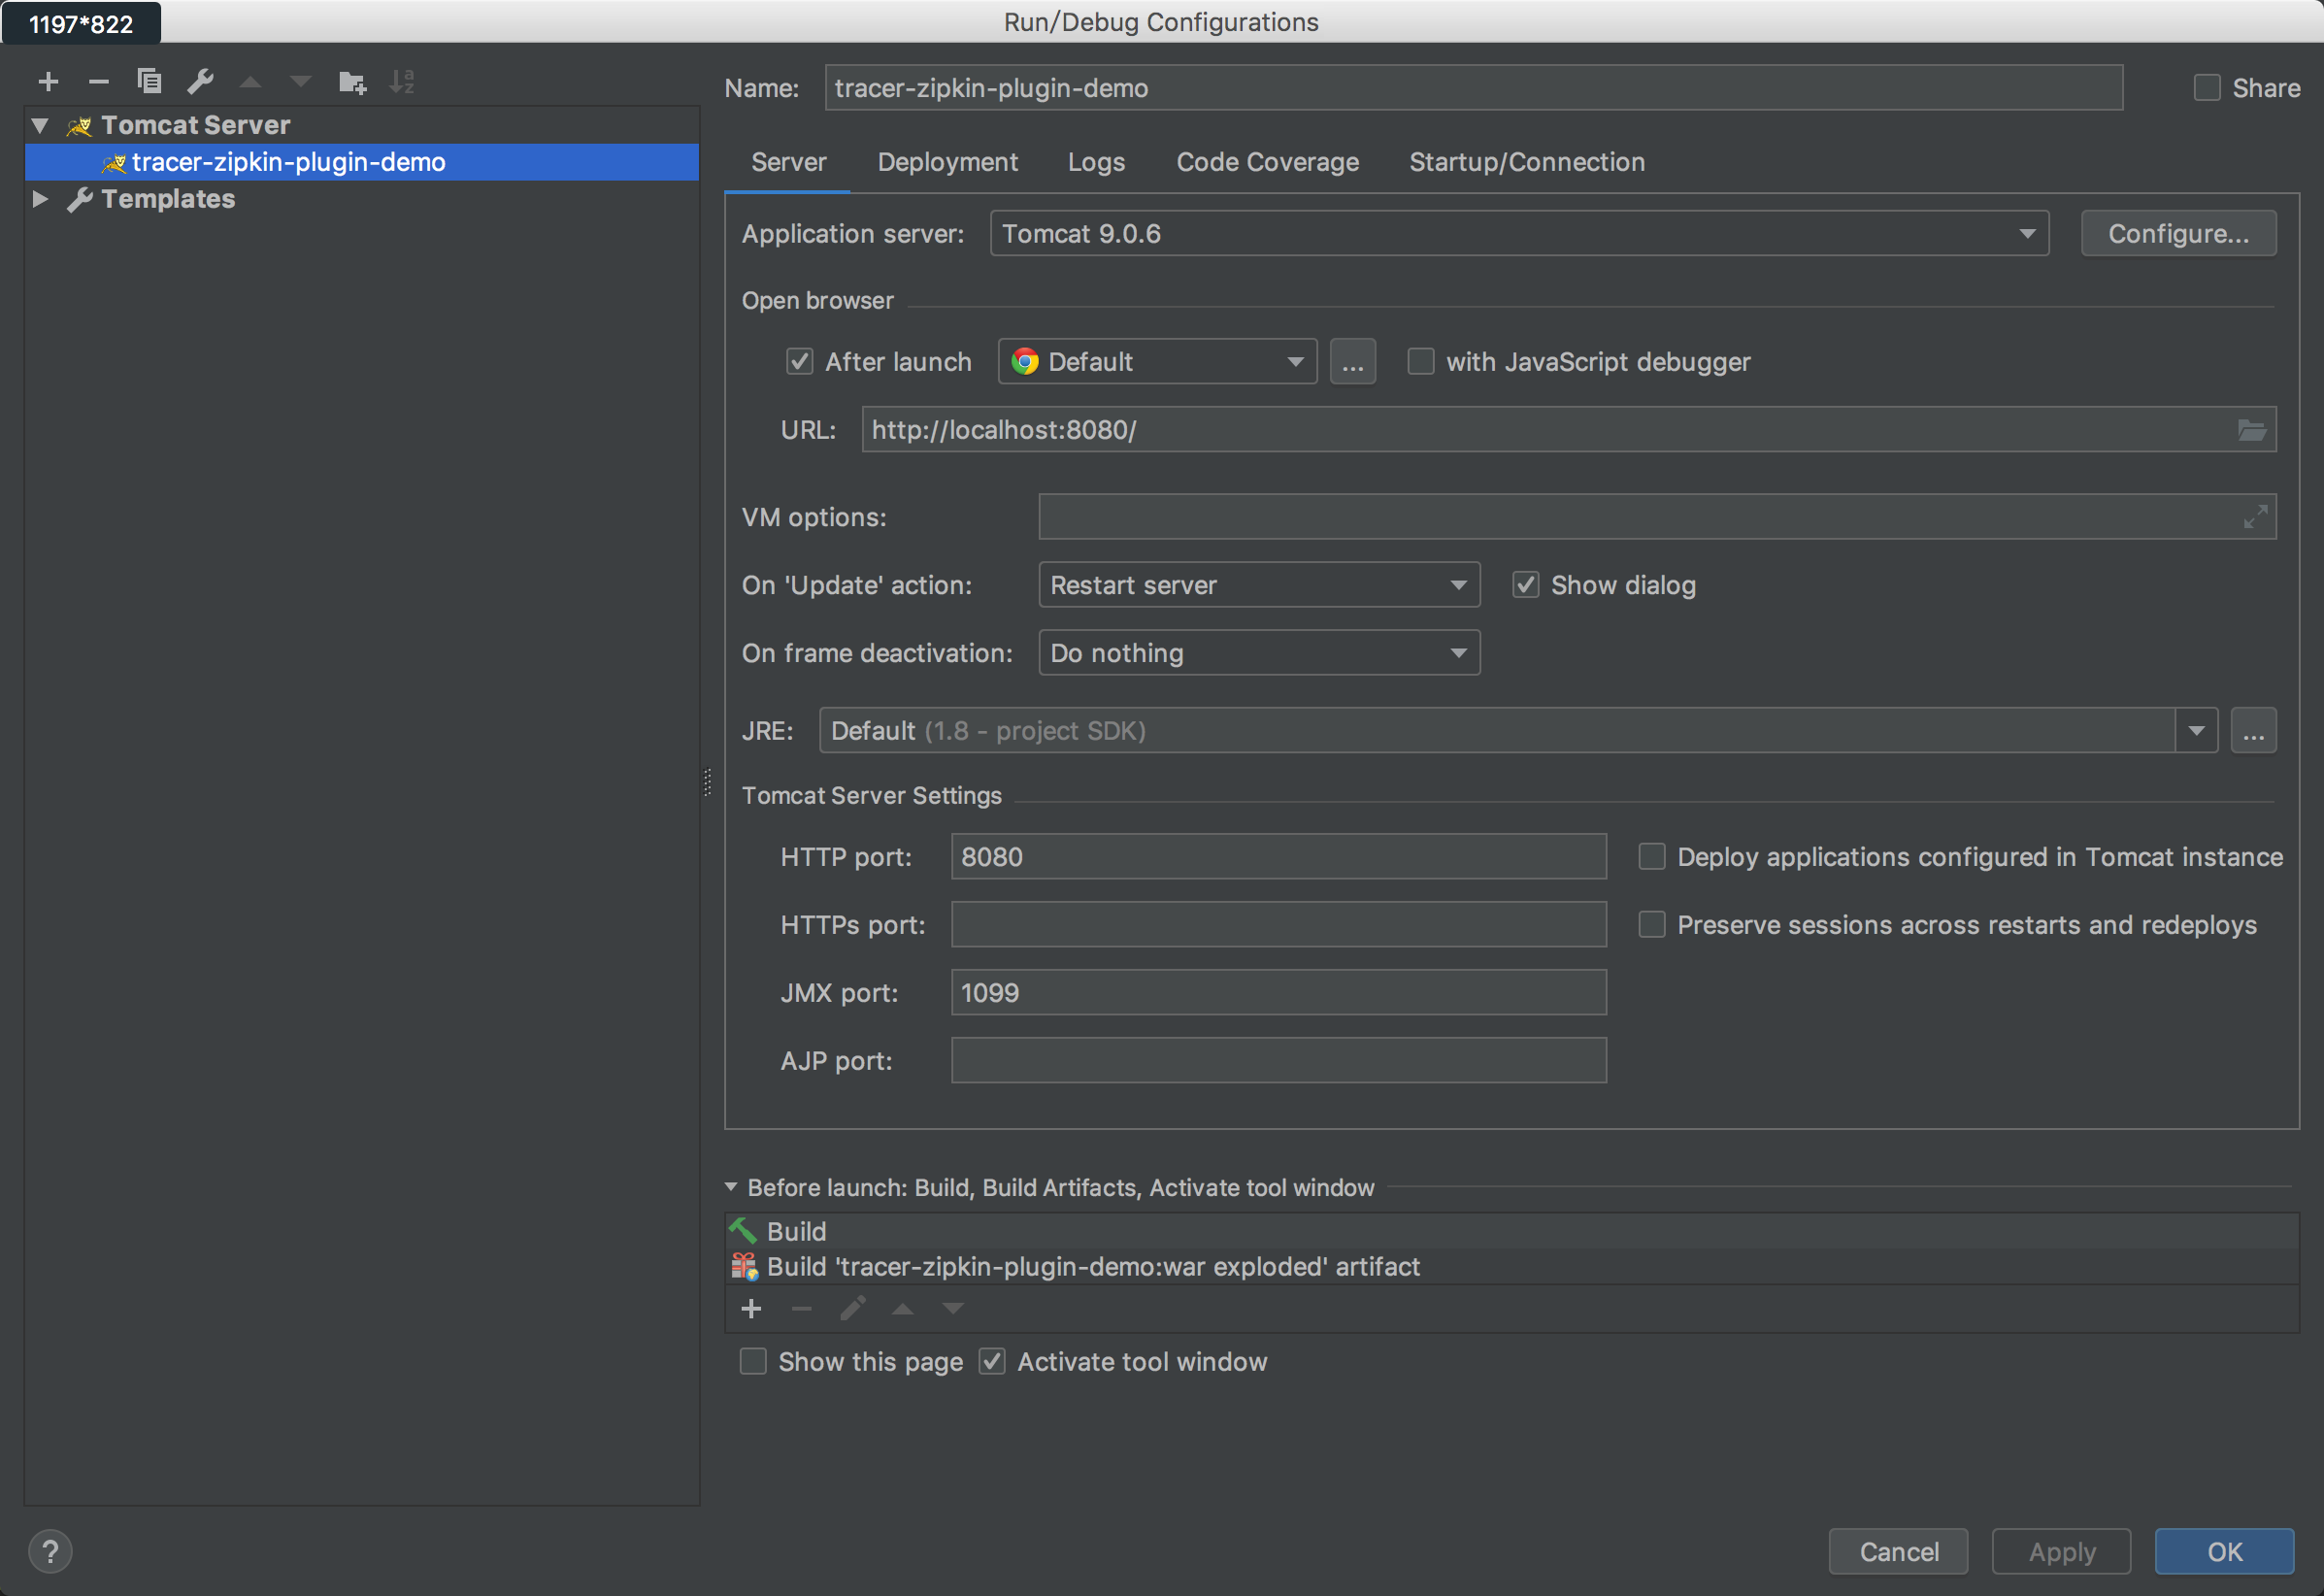 1197*822
Run/Debug Configurations
Tomcat Server
tracer-zipkin-plugin-demo
Templates
Name: tracer-zipkin-plugin-demo Share
Server Deployment Logs Code Coverage Startup/Connection
Application server: Tomcat 9.0.6 Configure...
Open browser
After launch Default ... with JavaScript debugger
URL: http://localhost:8080/
VM options:
On 'Update' action: Restart server Show dialog
On frame deactivation: Do nothing
JRE: Default (1.8 - project SDK) ...
Tomcat Server Settings
HTTP port: 8080 Deploy applications configured in Tomcat instance
HTTPs port: Preserve sessions across restarts and redeploys
JMX port: 1099
AJP port:
Before launch: Build, Build Artifacts, Activate tool window
Build
Build 'tracer-zipkin-plugin-demo:war exploded' artifact
Show this page Activate tool window
? Cancel Apply OK